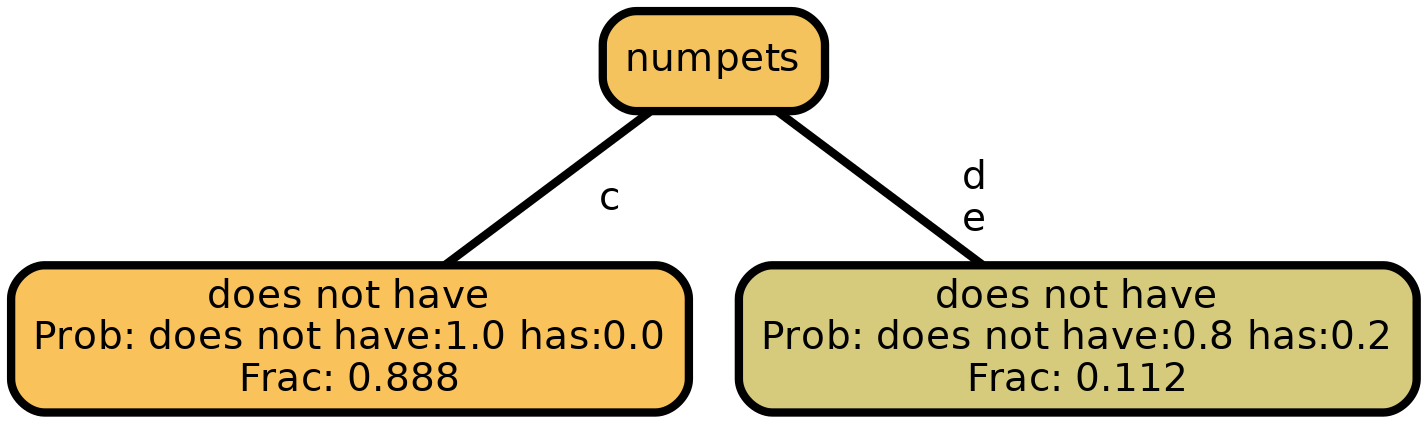 numpets
c
d
e
does not have
Prob: does not have:1.0 has:0.0
Frac: 0.888
does not have
Prob: does not have:0.8 has:0.2
Frac: 0.112